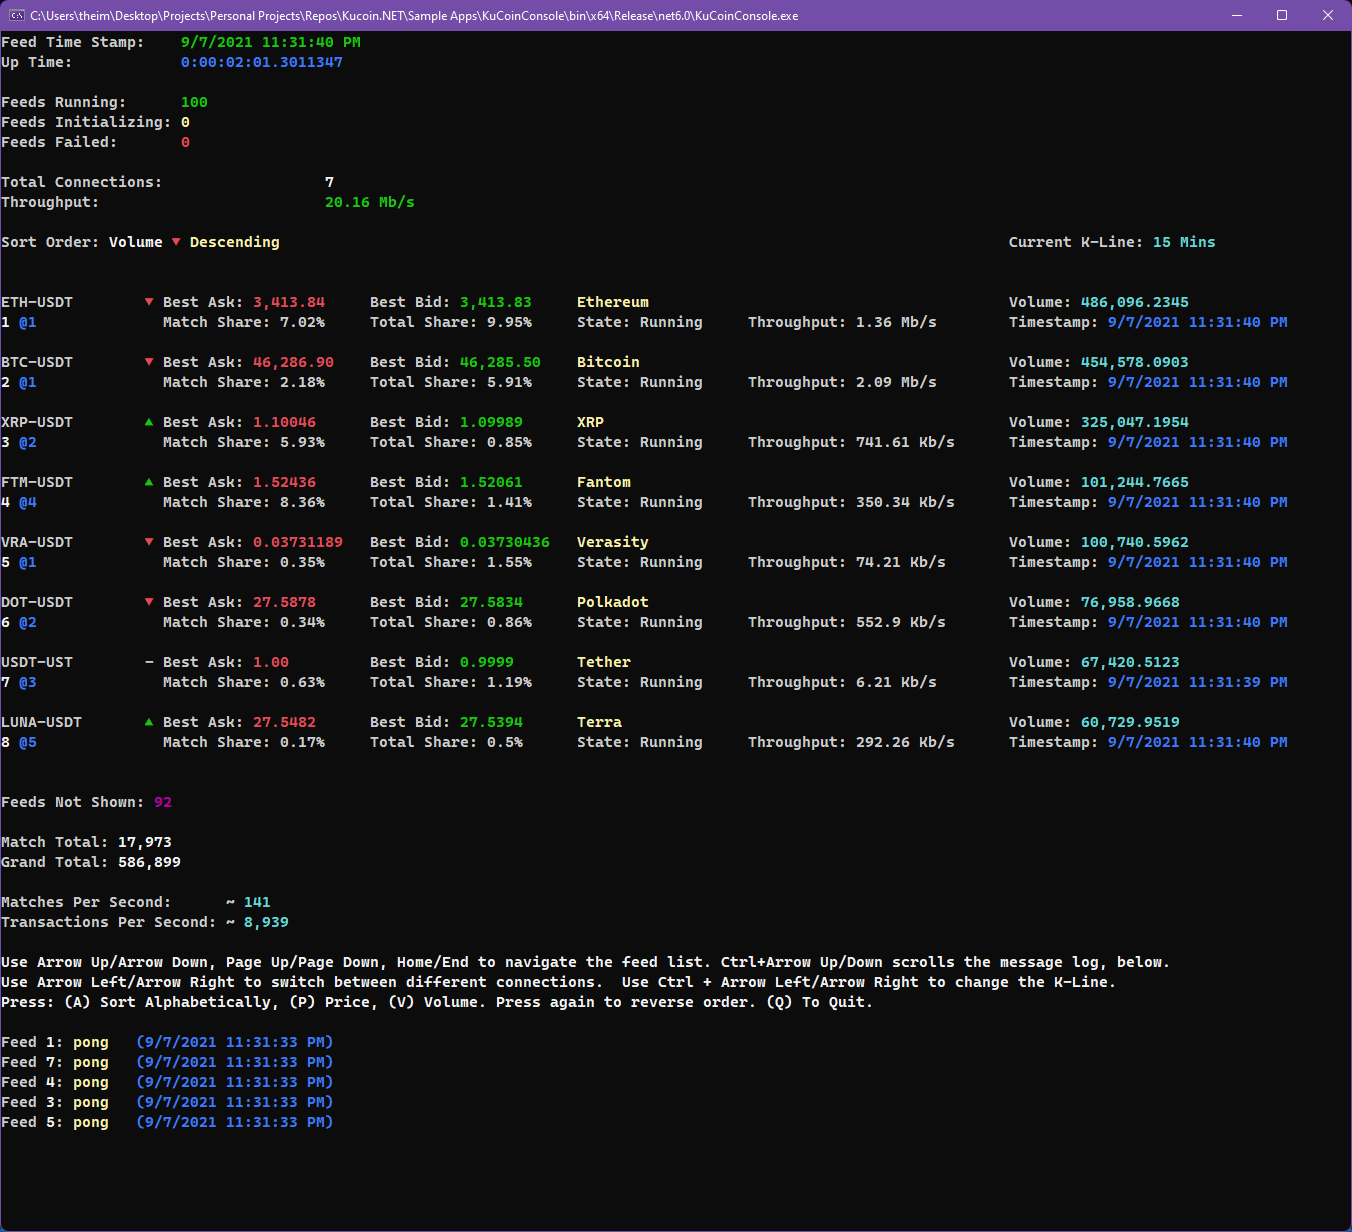 C:\Users\theim\Desktop\Projects\Personal Projects\Repos\Kucoin.NET\Sample Apps\KuCoinConsole\bin\x64\Release\net6.0\KuCoinConsole.exe
Feed Time Stamp: 9/7/2021 11:31:40 PM
Up Time: 0:00:02:01.3011347
Feeds Running: 100
Feeds Initializing: 0
Feeds Failed: 0
Total Connections: 7
Throughput: 20.16 Mb/s
Sort Order: Volume ▼ Descending Current K-Line: 15 Mins
ETH-USDT ▼ Best Ask: 3,413.84 Best Bid: 3,413.83 Ethereum Volume: 486,096.2345
1 @1 Match Share: 7.02% Total Share: 9.95% State: Running Throughput: 1.36 Mb/s Timestamp: 9/7/2021 11:31:40 PM
BTC-USDT ▼ Best Ask: 46,286.90 Best Bid: 46,285.50 Bitcoin Volume: 454,578.0903
2 @1 Match Share: 2.18% Total Share: 5.91% State: Running Throughput: 2.09 Mb/s Timestamp: 9/7/2021 11:31:40 PM
XRP-USDT ▲ Best Ask: 1.10046 Best Bid: 1.09989 XRP Volume: 325,047.1954
3 @2 Match Share: 5.93% Total Share: 0.85% State: Running Throughput: 741.61 Kb/s Timestamp: 9/7/2021 11:31:40 PM
FTM-USDT ▲ Best Ask: 1.52436 Best Bid: 1.52061 Fantom Volume: 101,244.7665
4 @4 Match Share: 8.36% Total Share: 1.41% State: Running Throughput: 350.34 Kb/s Timestamp: 9/7/2021 11:31:40 PM
VRA-USDT ▼ Best Ask: 0.03731189 Best Bid: 0.03730436 Verasity Volume: 100,740.5962
5 @1 Match Share: 0.35% Total Share: 1.55% State: Running Throughput: 74.21 Kb/s Timestamp: 9/7/2021 11:31:40 PM
DOT-USDT ▼ Best Ask: 27.5878 Best Bid: 27.5834 Polkadot Volume: 76,958.9668
6 @2 Match Share: 0.34% Total Share: 0.86% State: Running Throughput: 552.9 Kb/s Timestamp: 9/7/2021 11:31:40 PM
USDT-UST - Best Ask: 1.00 Best Bid: 0.9999 Tether Volume: 67,420.5123
7 @3 Match Share: 0.63% Total Share: 1.19% State: Running Throughput: 6.21 Kb/s Timestamp: 9/7/2021 11:31:39 PM
LUNA-USDT ▲ Best Ask: 27.5482 Best Bid: 27.5394 Terra Volume: 60,729.9519
8 @5 Match Share: 0.17% Total Share: 0.5% State: Running Throughput: 292.26 Kb/s Timestamp: 9/7/2021 11:31:40 PM
Feeds Not Shown: 92
Match Total: 17,973
Grand Total: 586,899
Matches Per Second: ~ 141
Transactions Per Second: ~ 8,939
Use Arrow Up/Arrow Down, Page Up/Page Down, Home/End to navigate the feed list. Ctrl+Arrow Up/Down scrolls the message log, below.
Use Arrow Left/Arrow Right to switch between different connections. Use Ctrl + Arrow Left/Arrow Right to change the K-Line.
Press: (A) Sort Alphabetically, (P) Price, (V) Volume. Press again to reverse order. (Q) To Quit.
Feed 1: pong (9/7/2021 11:31:33 PM)
Feed 7: pong (9/7/2021 11:31:33 PM)
Feed 4: pong (9/7/2021 11:31:33 PM)
Feed 3: pong (9/7/2021 11:31:33 PM)
Feed 5: pong (9/7/2021 11:31:33 PM)